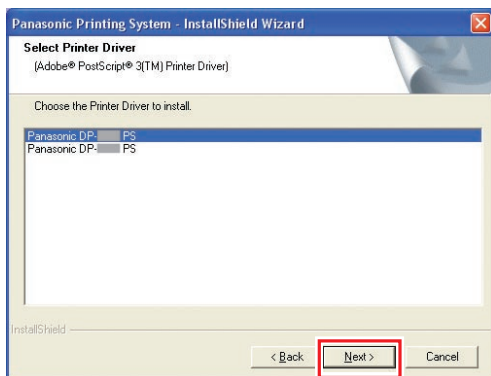 Panasonic Printing System - InstallShield Wizard
Select Printer Driver
(Adobe® PostScript® 3(TM) Printer Driver)
Choose the Printer Driver to install.
Panasonic DP- PS
Panasonic DP- PS
InstallShield
< Back Next > Cancel